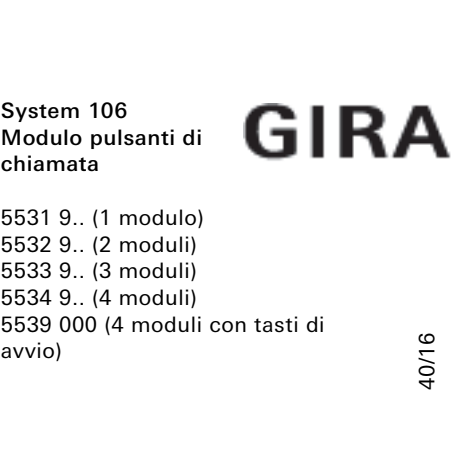 System 106
Modulo pulsanti di
chiamata
GIRA
5531 9.. (1 modulo)
5532 9.. (2 moduli)
5533 9.. (3 moduli)
5534 9.. (4 moduli)
5539 000 (4 moduli con tasti di
avvio)
40/16